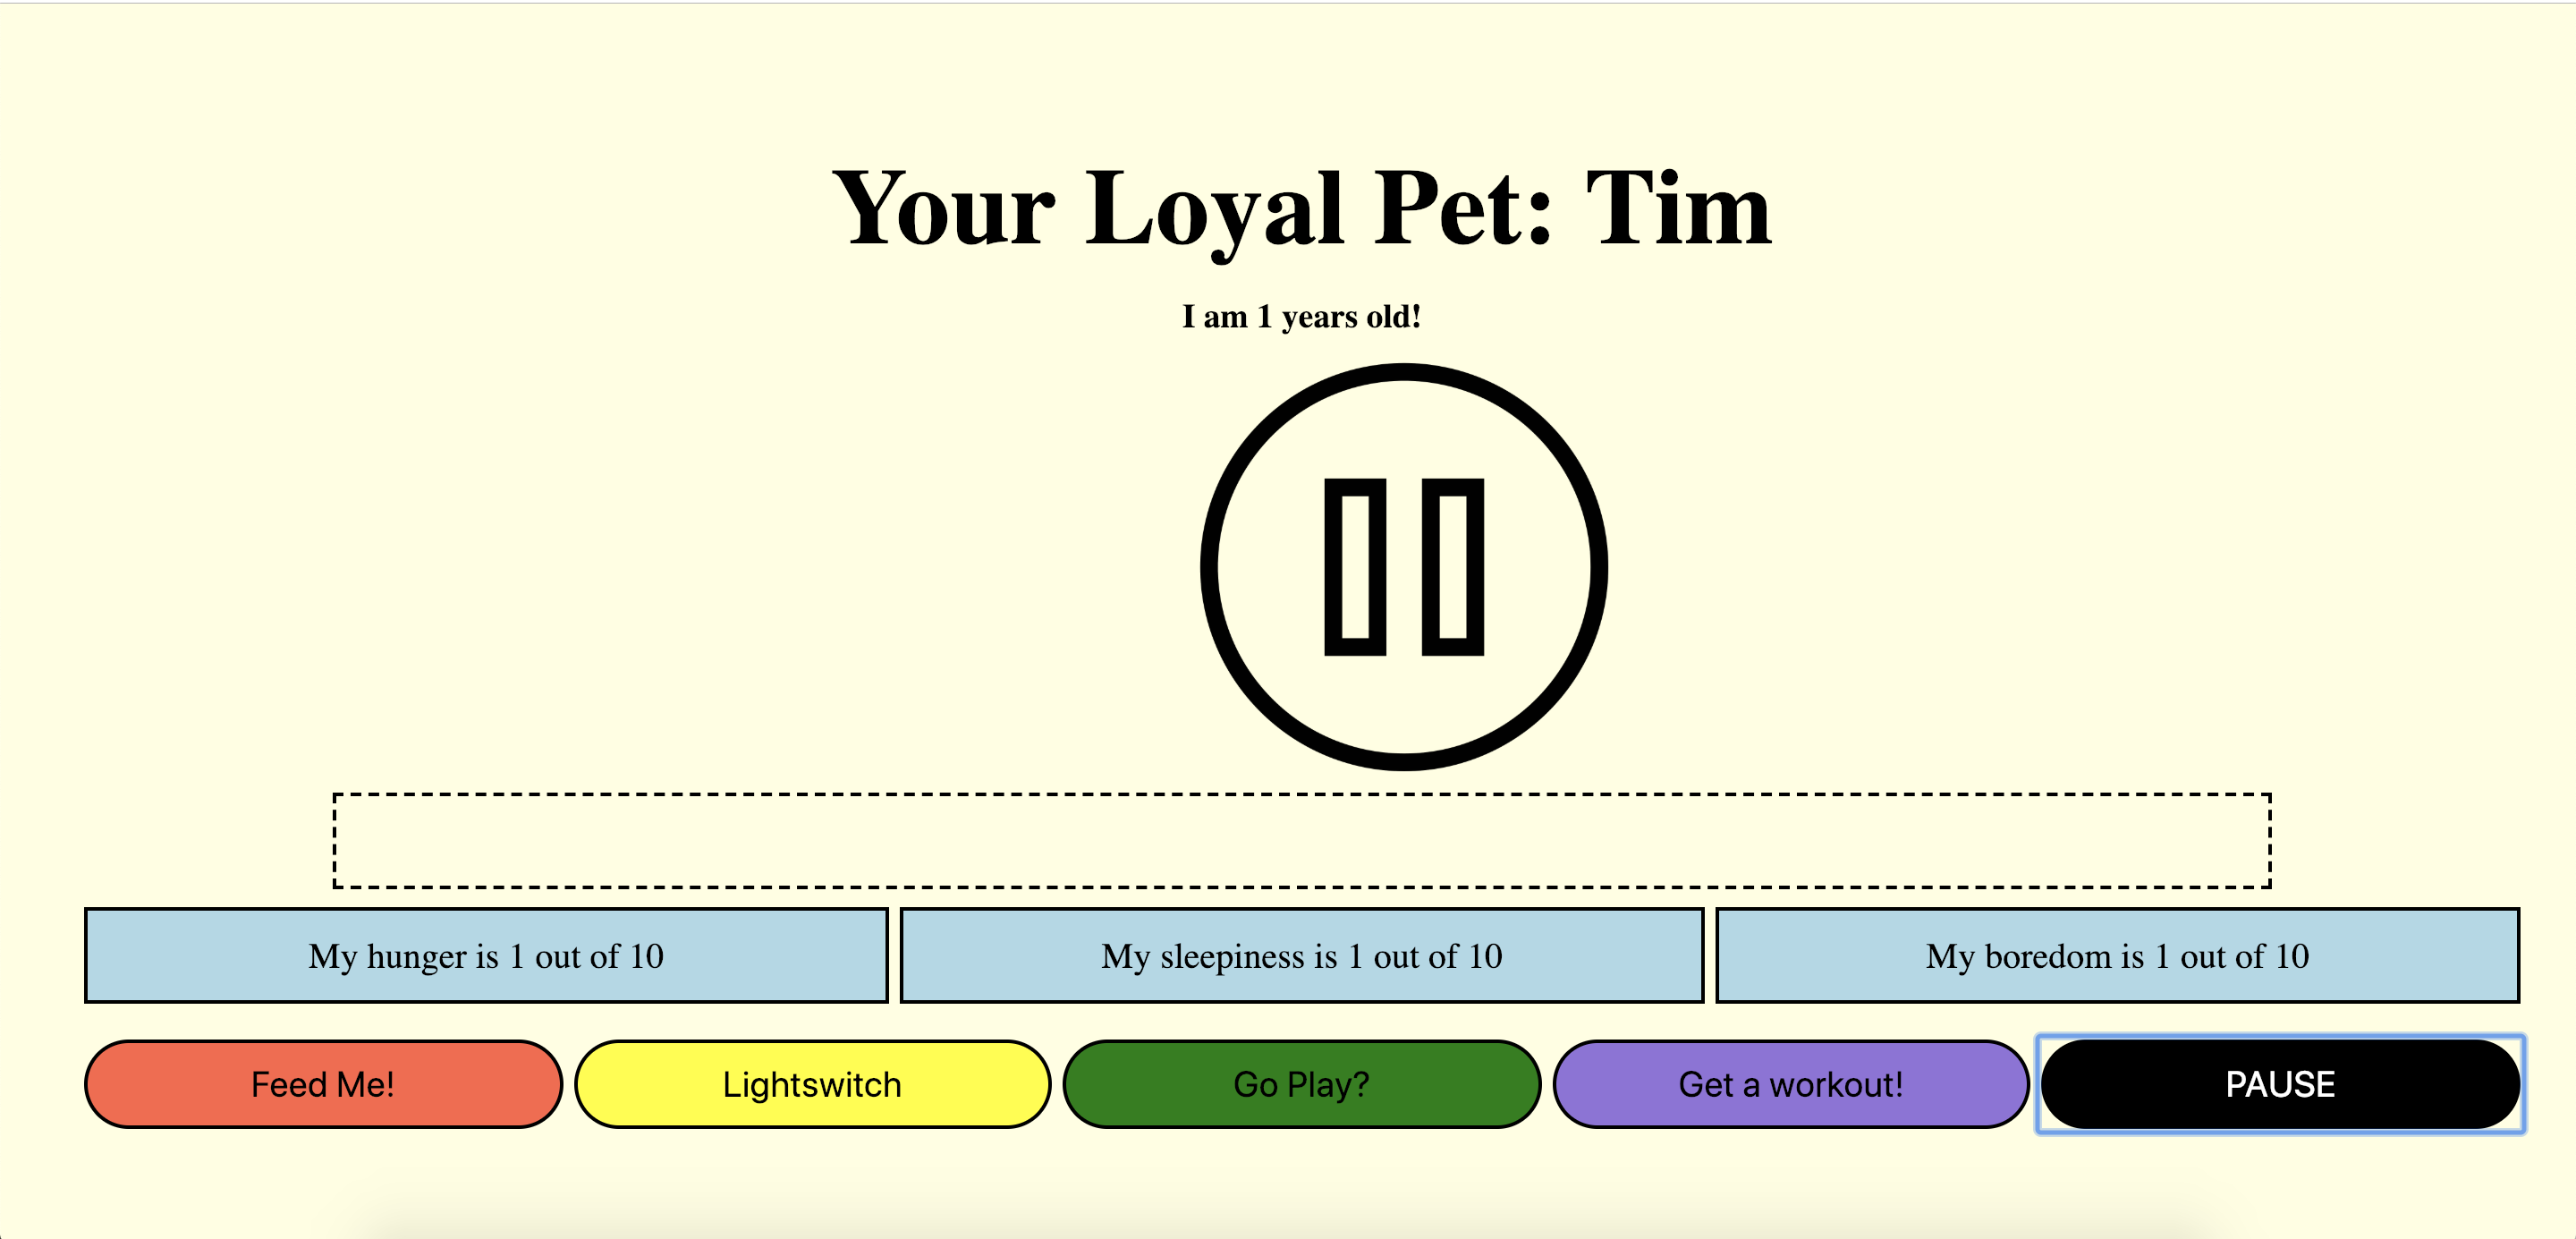 Your Loyal Pet: Tim
I am 1 years old!
My hunger is 1 out of 10
My sleepiness is 1 out of 10
My boredom is 1 out of 10
Feed Me!
Lightswitch
Go Play?
Get a workout!
PAUSE